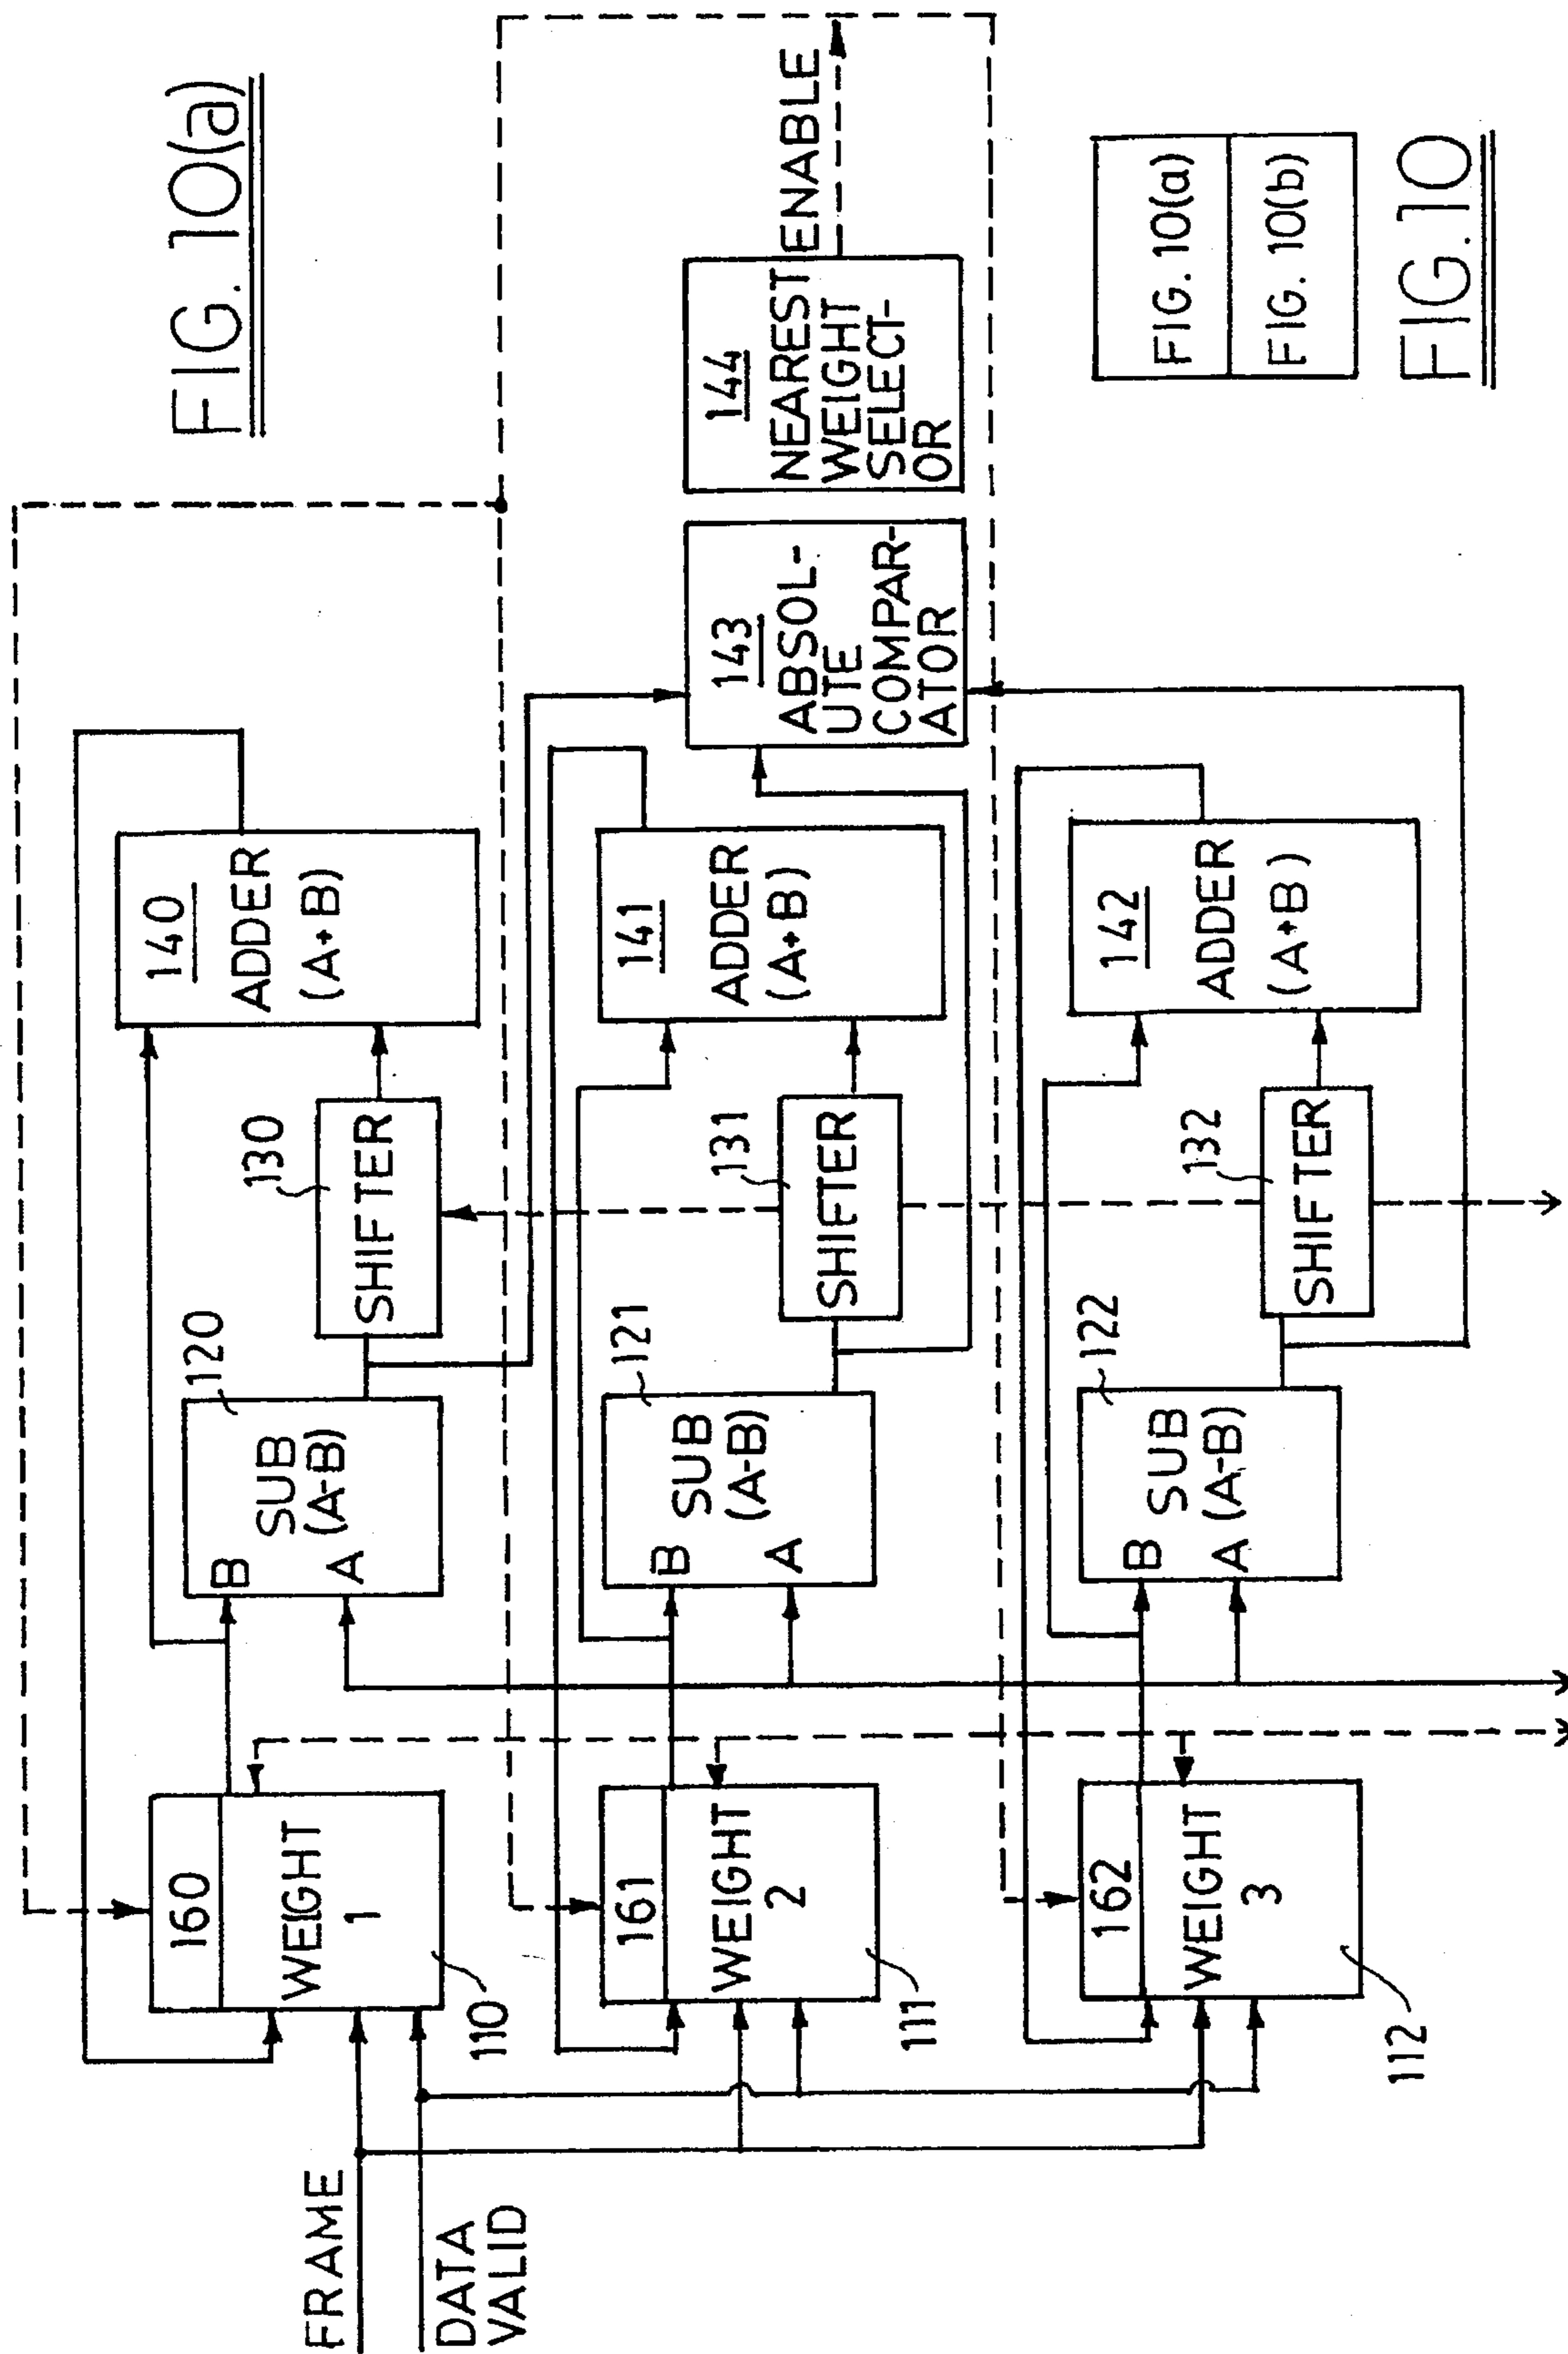 FIG. 10(a)
FRAME
DATA
VALID
160
WEIGHT
1
110
120
B
SUB
(A-B)
A
130
SHIFTER
140
ADDER
(A+B)
161
WEIGHT
2
111
121
B
SUB
(A-B)
A
131
SHIFTER
141
ADDER
(A+B)
143
ABSOL-
UTE
COMPAR-
ATOR
144
NEAREST
WEIGHT
SELECT-
OR
ENABLE
162
WEIGHT
3
112
122
B
SUB
(A-B)
A
132
SHIFTER
142
ADDER
(A+B)
FIG. 10(a)
FIG. 10(b)
FIG.10